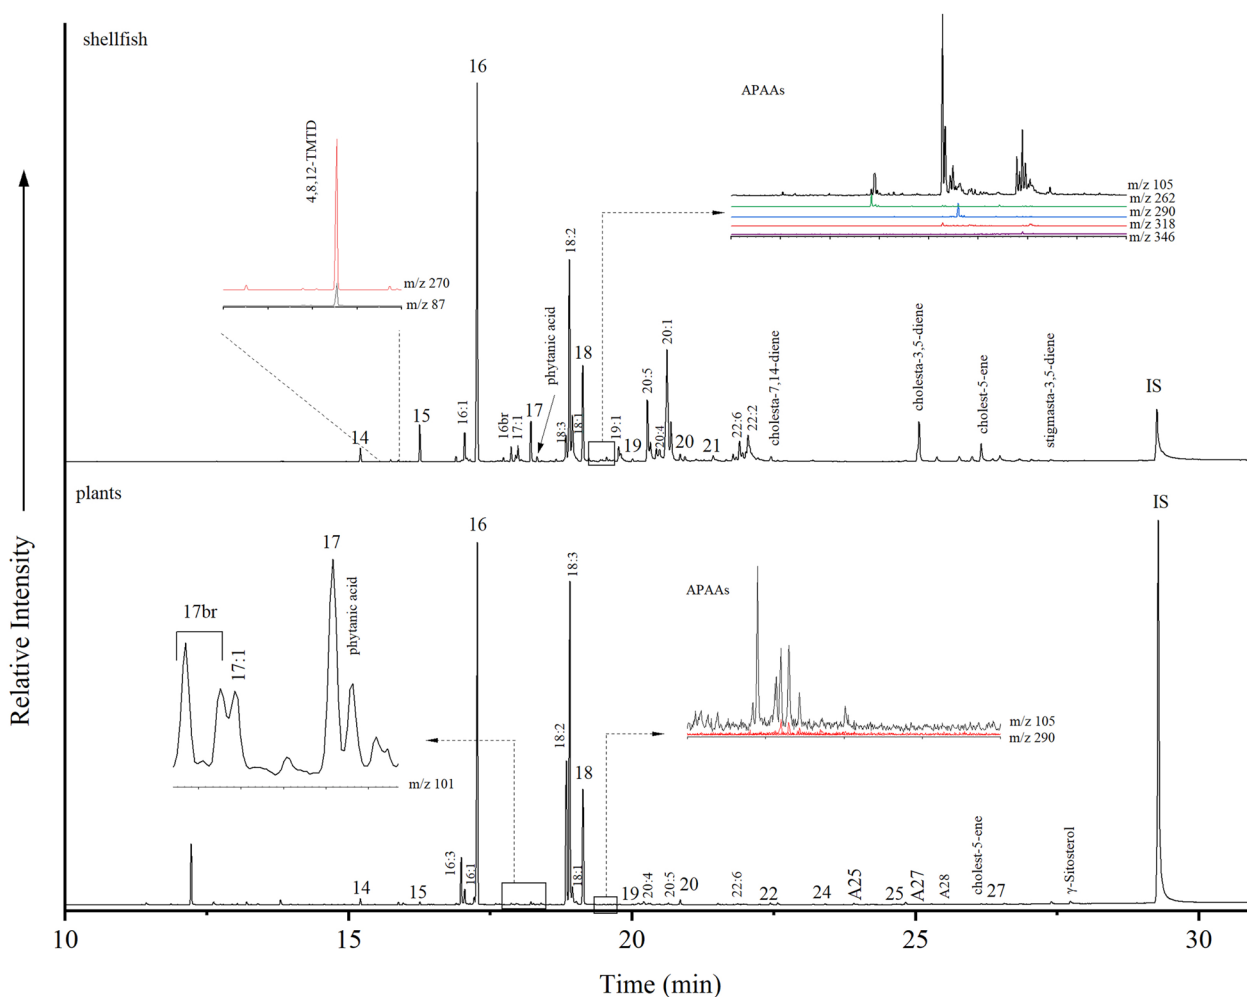 shellfish
16
APAAs
4,8,12-TMTD
m/z 105
m/z 262
m/z 290
m/z 318
m/z 346
m/z 270
m/z 87
14
15
16:1
16br
17:1
17
phytanic acid
18:3
18:2
18:1
18
19:1
19
20:5
20:4
20:1
20
21
22:6
22:2
cholesta-7,14-diene
cholesta-3,5-diene
cholest-5-ene
stigmasta-3,5-diene
IS
plants
17br
17:1
17
phytanic acid
m/z 101
16
18:2
18:3
18
APAAs
m/z 105
m/z 290
IS
14
15
16:3
16:1
18:1
19
20:4
20:5
20
22:6
22
24
A25
25
A27
A28
cholest-5-ene
27
γ-Sitosterol
Relative Intensity
10
15
20
25
30
Time (min)